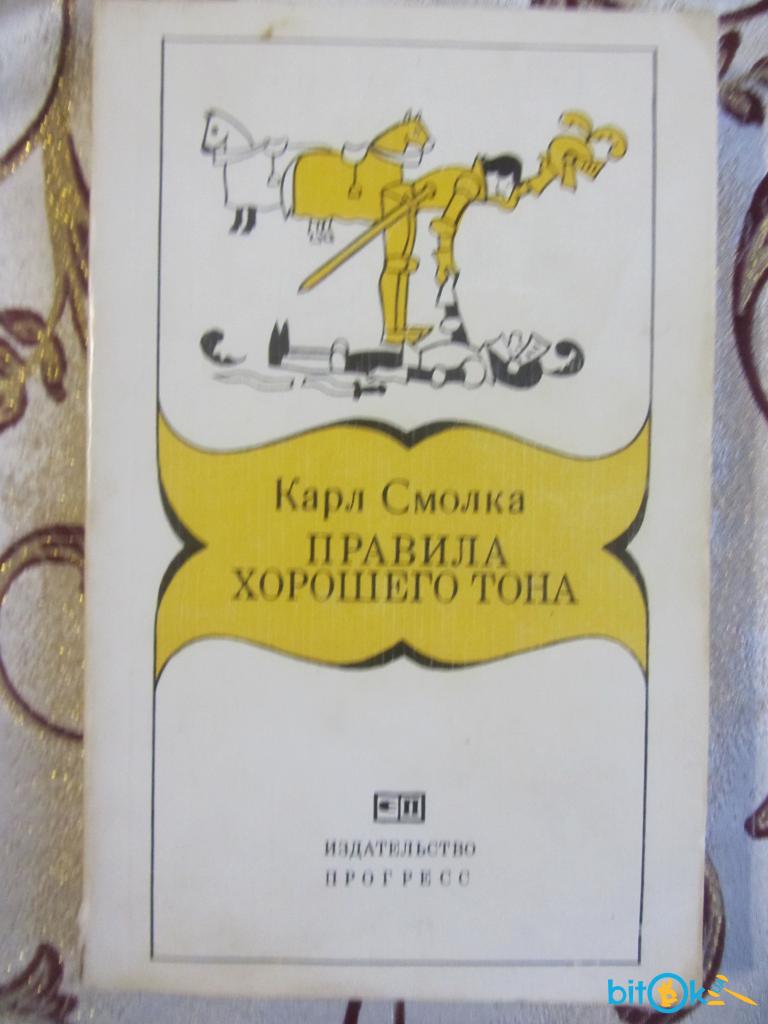 Карл Смолка
ПРАВИЛА
ХОРОШЕГО ТОНА
ИЗДАТЕЛЬСТВО
ПРОГРЕСС
bitOk